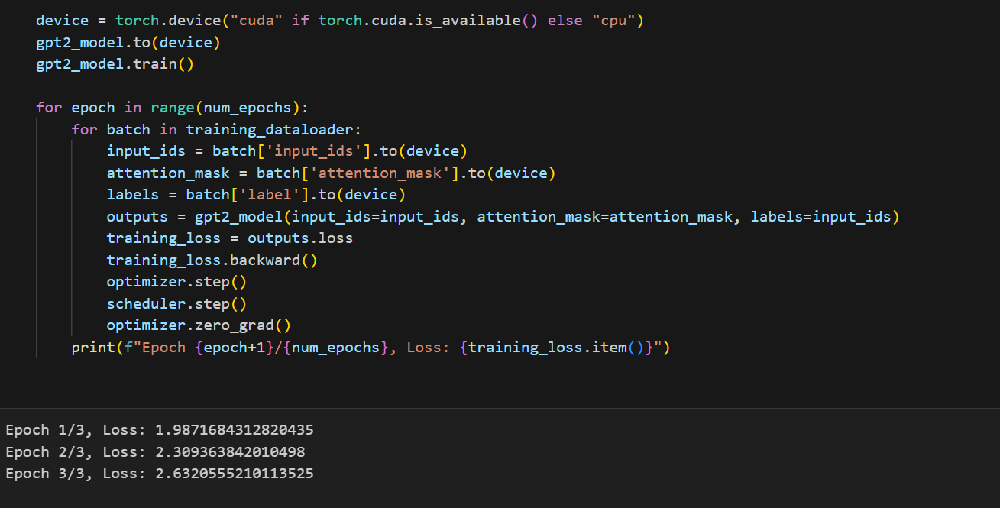 device = torch.device("cuda" if torch.cuda.is_available() else "cpu")
gpt2_model.to(device)
gpt2_model.train()

for epoch in range(num_epochs):
    for batch in training_dataloader:
        input_ids = batch['input_ids'].to(device)
        attention_mask = batch['attention_mask'].to(device)
        labels = batch['label'].to(device)
        outputs = gpt2_model(input_ids=input_ids, attention_mask=attention_mask, labels=input_ids)
        training_loss = outputs.loss
        training_loss.backward()
        optimizer.step()
        scheduler.step()
        optimizer.zero_grad()
    print(f"Epoch {epoch+1}/{num_epochs}, Loss: {training_loss.item()}")

Epoch 1/3, Loss: 1.9871684312820435
Epoch 2/3, Loss: 2.309363842010498
Epoch 3/3, Loss: 2.6320555210113525